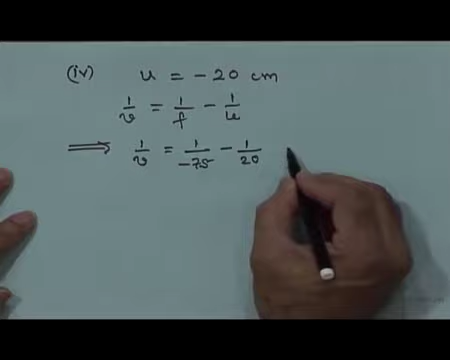 (iv) u = - 20 cm
1/v = 1/f - 1/u
⟹ 1/v = 1/-75 - 1/20